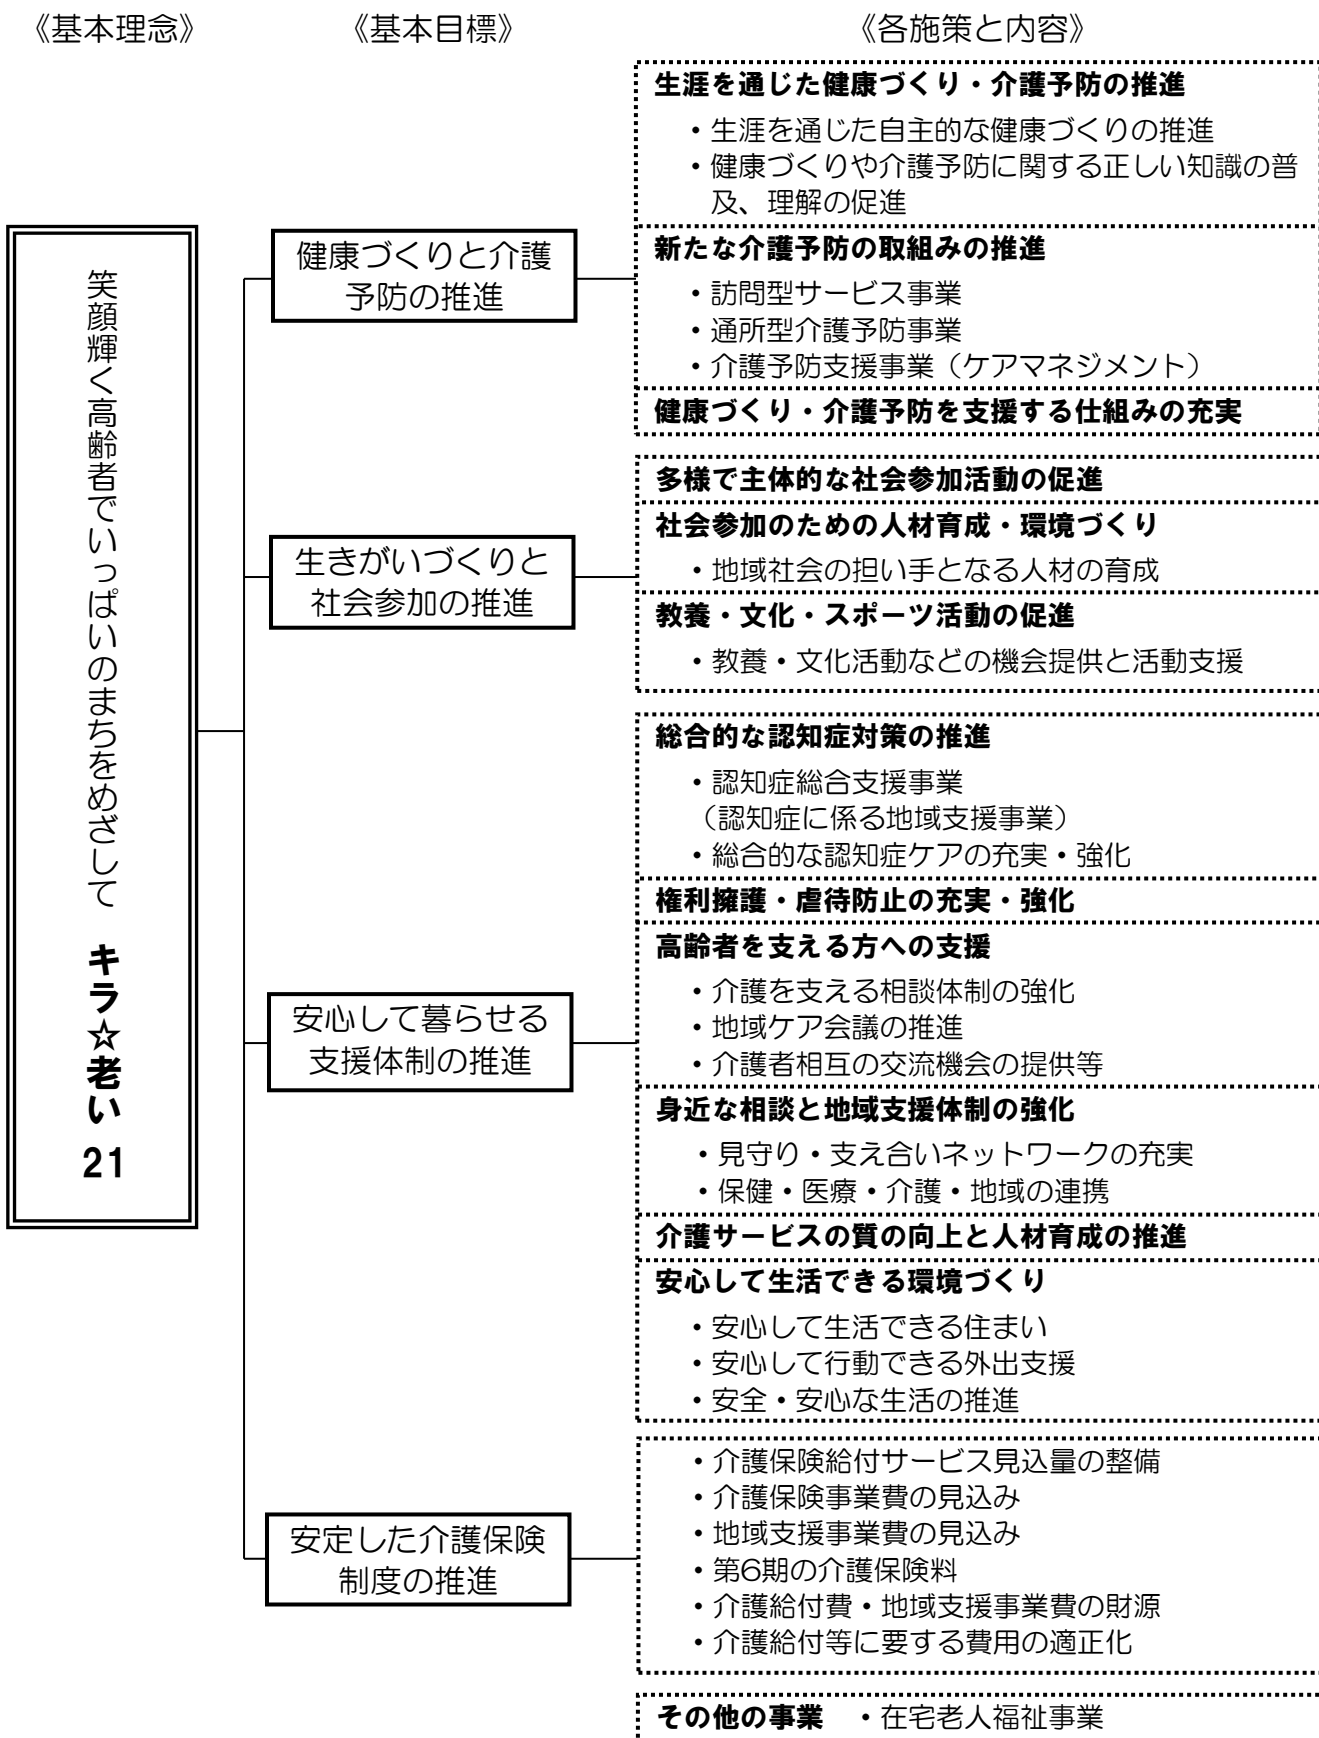 《基本理念》
《基本目標》
《各施策と内容》
笑顔輝く高齢者でいっぱいのまちをめざして キラ☆老い 21
健康づくりと介護
予防の推進
生涯を通じた健康づくり・介護予防の推進
・生涯を通じた自主的な健康づくりの推進
・健康づくりや介護予防に関する正しい知識の普
及、理解の促進
新たな介護予防の取組みの推進
・訪問型サービス事業
・通所型介護予防事業
・介護予防支援事業（ケアマネジメント）
健康づくり・介護予防を支援する仕組みの充実
生きがいづくりと
社会参加の推進
多様で主体的な社会参加活動の促進
社会参加のための人材育成・環境づくり
・地域社会の担い手となる人材の育成
教養・文化・スポーツ活動の促進
・教養・文化活動などの機会提供と活動支援
安心して暮らせる
支援体制の推進
総合的な認知症対策の推進
・認知症総合支援事業
（認知症に係る地域支援事業）
・総合的な認知症ケアの充実・強化
権利擁護・虐待防止の充実・強化
高齢者を支える方への支援
・介護を支える相談体制の強化
・地域ケア会議の推進
・介護者相互の交流機会の提供等
身近な相談と地域支援体制の強化
・見守り・支え合いネットワークの充実
・保健・医療・介護・地域の連携
介護サービスの質の向上と人材育成の推進
安心して生活できる環境づくり
・安心して生活できる住まい
・安心して行動できる外出支援
・安全・安心な生活の推進
安定した介護保険
制度の推進
・介護保険給付サービス見込量の整備
・介護保険事業費の見込み
・地域支援事業費の見込み
・第6期の介護保険料
・介護給付費・地域支援事業費の財源
・介護給付等に要する費用の適正化
その他の事業 ・在宅老人福祉事業